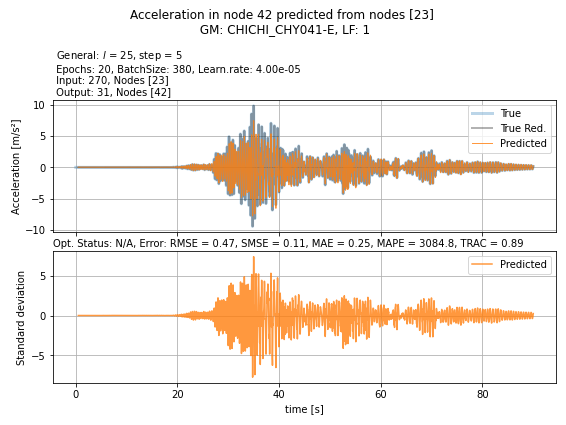 Acceleration in node 42 predicted from nodes [23]
GM: CHICHI_CHY041-E, LF: 1
General: l = 25, step = 5
Epochs: 20, BatchSize: 380, Learn.rate: 4.00e-05
Input: 270, Nodes [23]
Output: 31, Nodes [42]
Acceleration [m/s²]
10
5
0
−5
−10
True
True Red.
Predicted
Opt. Status: N/A, Error: RMSE = 0.47, SMSE = 0.11, MAE = 0.25, MAPE = 3084.8, TRAC = 0.89
Standard deviation
5
0
−5
Predicted
0 20 40 60 80
time [s]